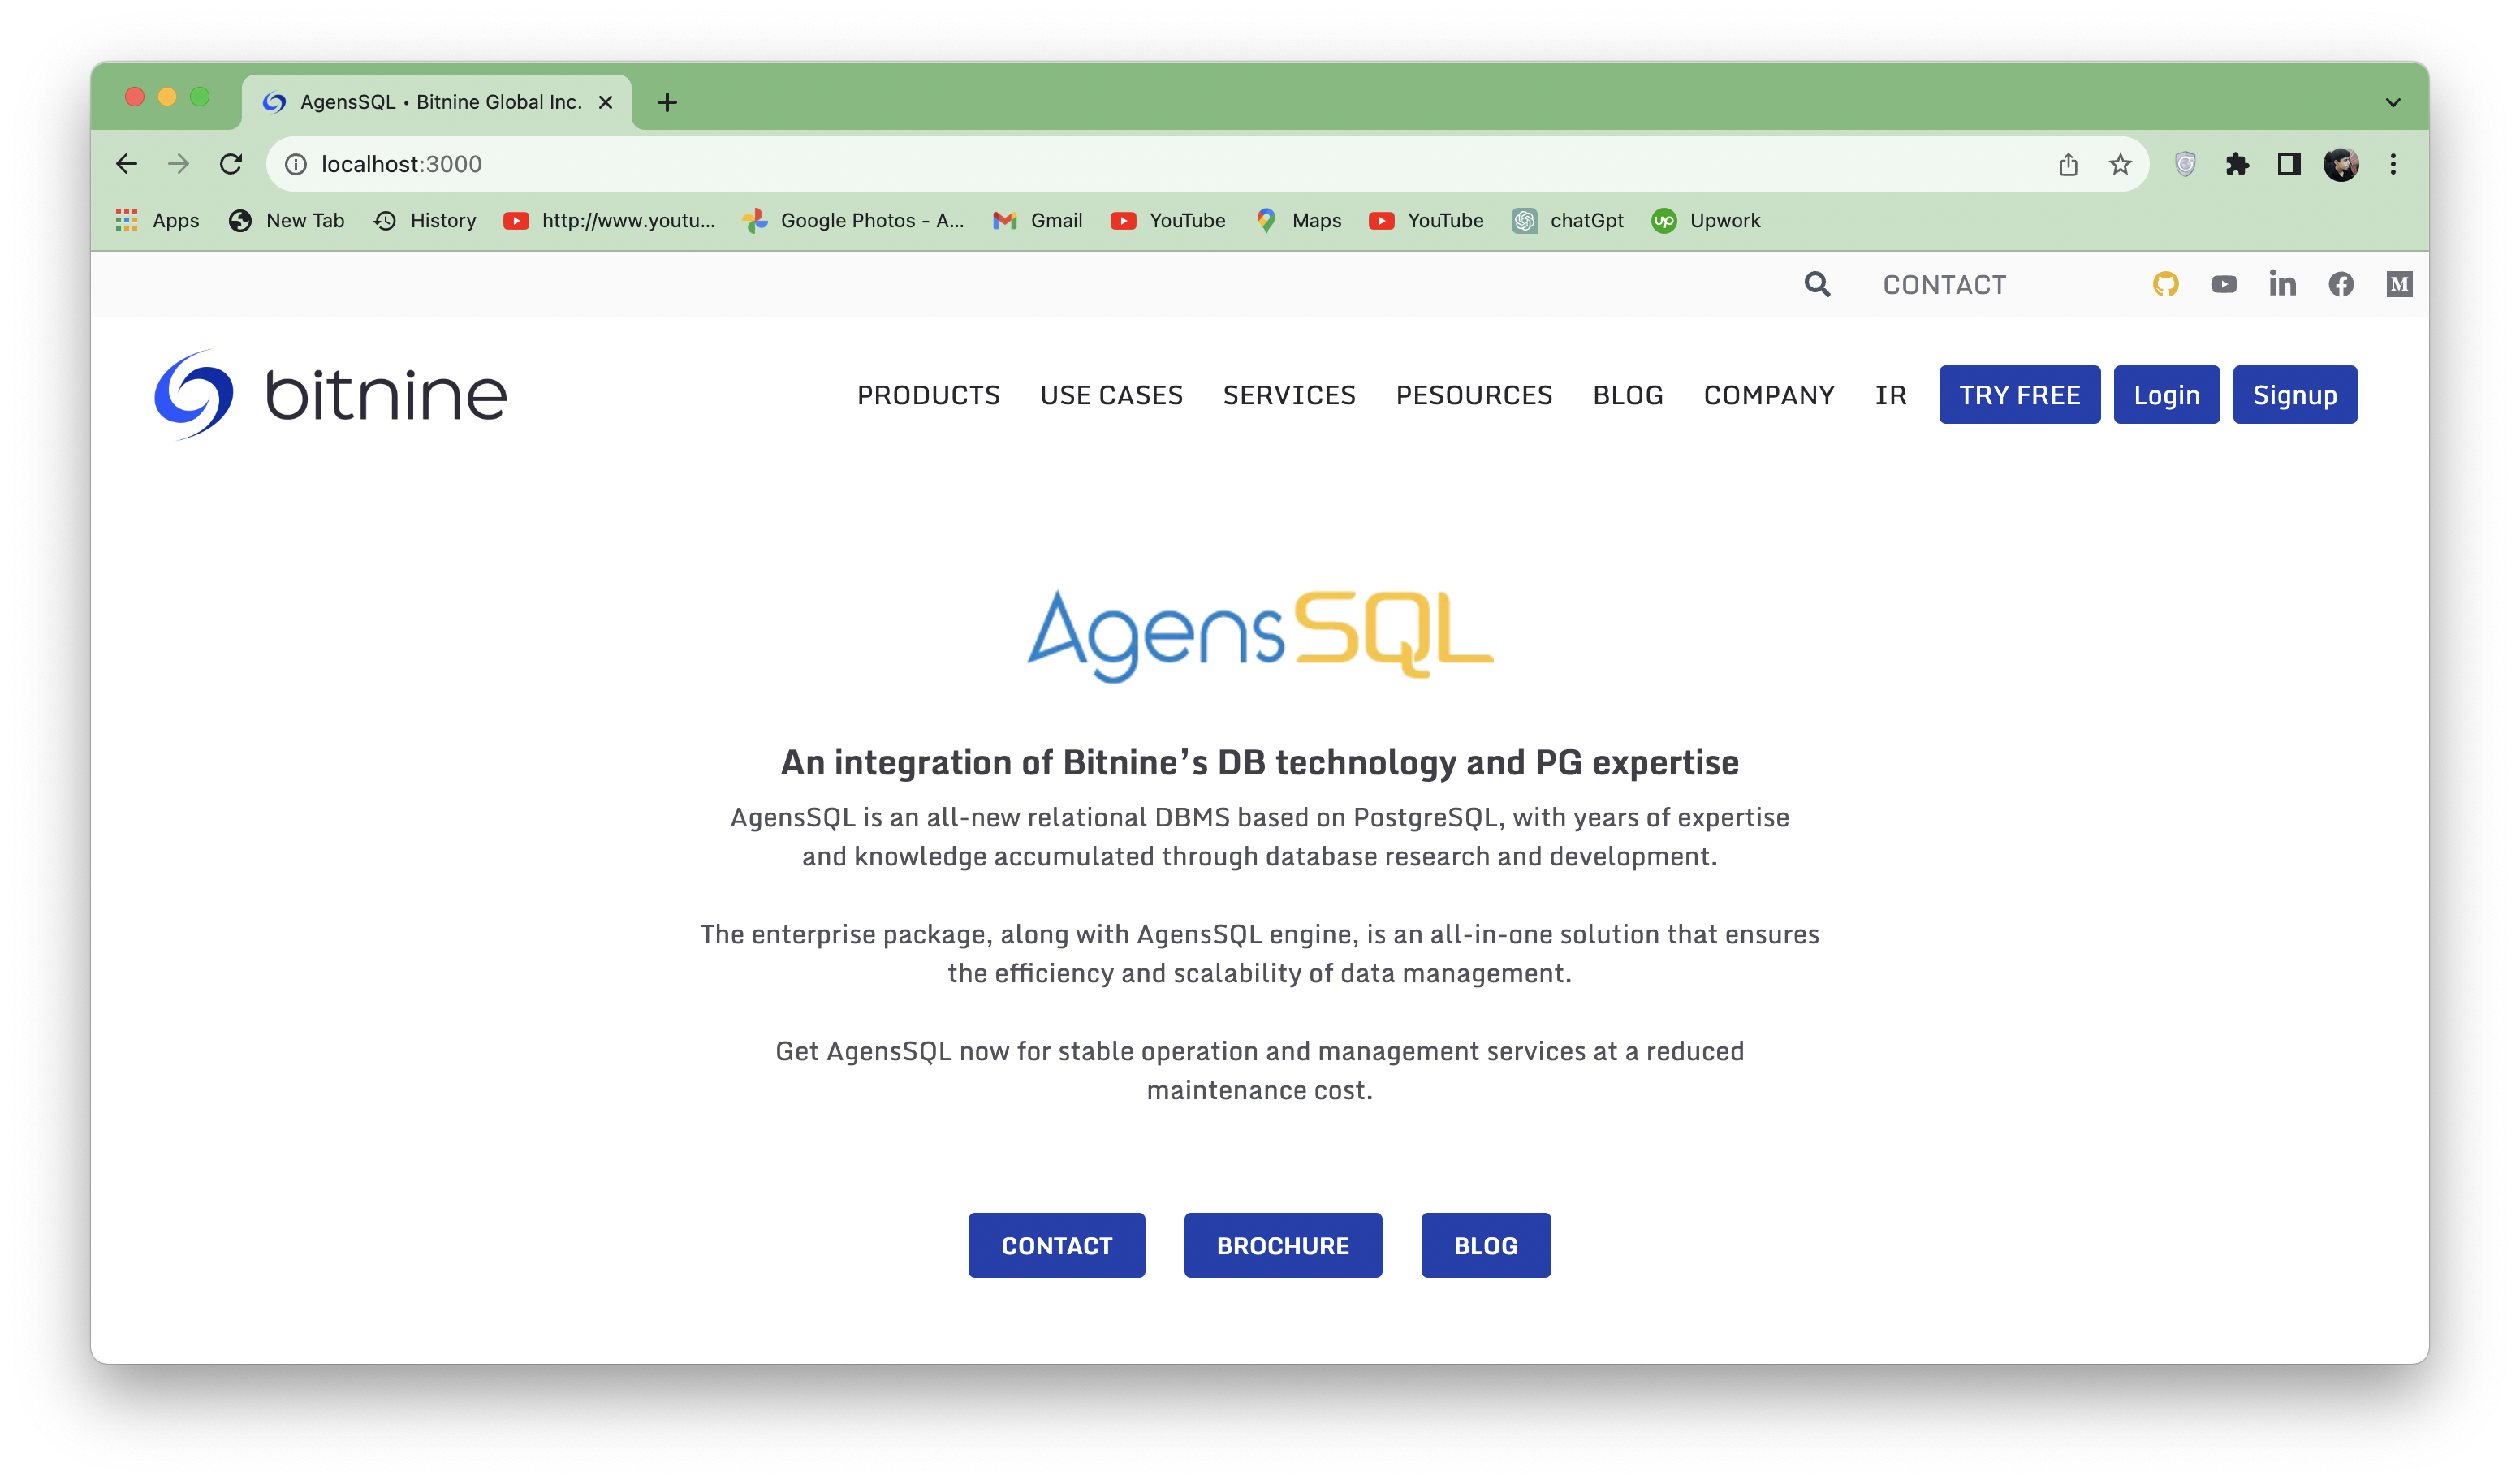 AgensSQL • Bitnine Global Inc.
localhost:3000
Apps New Tab History http://www.youtu... Google Photos - A... Gmail YouTube Maps YouTube chatGpt up Upwork
CONTACT in M
bitnine PRODUCTS USE CASES SERVICES PESOURCES BLOG COMPANY IR TRY FREE Login Signup
AgensSQL
An integration of Bitnine’s DB technology and PG expertise
AgensSQL is an all-new relational DBMS based on PostgreSQL, with years of expertise
and knowledge accumulated through database research and development.
The enterprise package, along with AgensSQL engine, is an all-in-one solution that ensures
the efficiency and scalability of data management.
Get AgensSQL now for stable operation and management services at a reduced
maintenance cost.
CONTACT BROCHURE BLOG